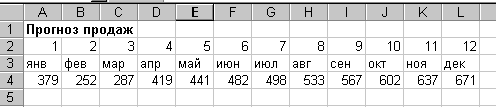 A B C D E F G H I J K L
1 Прогноз продаж
2 1 2 3 4 5 6 7 8 9 10 11 12
3 янв фев мар апр май июн июл авг сен окт ноя дек
4 379 252 287 419 441 482 498 533 567 602 637 671
5